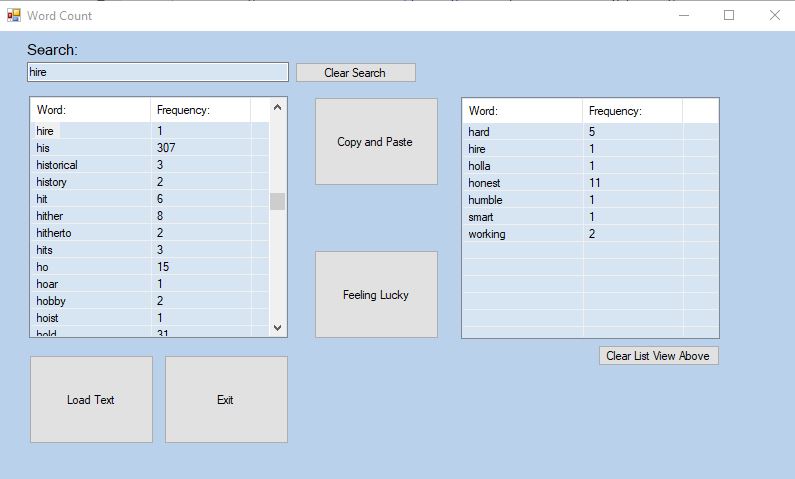 Word Count
Search:
hire
Clear Search
Word: Frequency:
hire 1
his 307
historical 3
history 2
hit 6
hither 8
hitherto 2
hits 3
ho 15
hoar 1
hobby 2
hoist 1
hold 31
Copy and Paste
Feeling Lucky
Word: Frequency:
hard 5
hire 1
holla 1
honest 11
humble 1
smart 1
working 2
Clear List View Above
Load Text
Exit